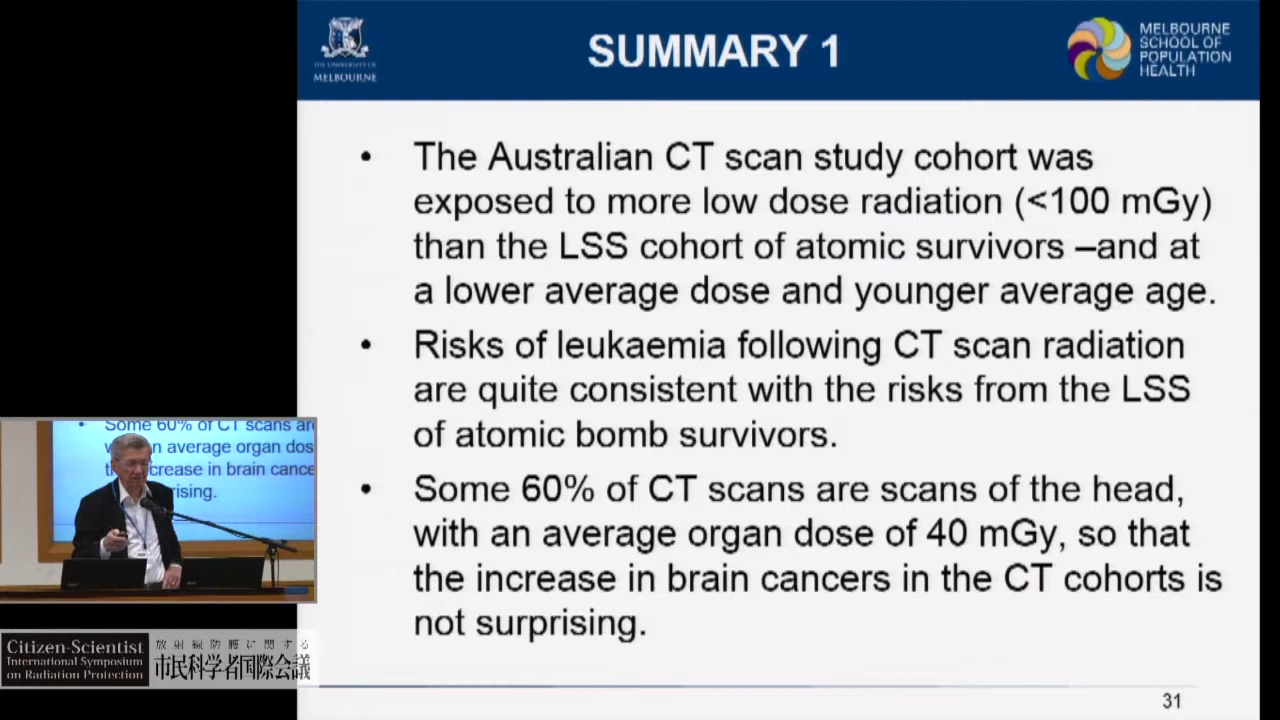 THE UNIVERSITY OF
MELBOURNE
SUMMARY 1
MELBOURNE
SCHOOL OF
POPULATION
HEALTH
• The Australian CT scan study cohort was
exposed to more low dose radiation (<100 mGy)
than the LSS cohort of atomic survivors –and at
a lower average dose and younger average age.
• Risks of leukaemia following CT scan radiation
are quite consistent with the risks from the LSS
of atomic bomb survivors.
• Some 60% of CT scans are scans of the head,
with an average organ dose of 40 mGy, so that
the increase in brain cancers in the CT cohorts is
not surprising.
31
• Some 60% of CT scans are
an average organ dos
crease in brain cance
rising.
Citizen-Scientist
International Symposium
on Radiation Protection
放射線防護に関する
市民科学者国際会議